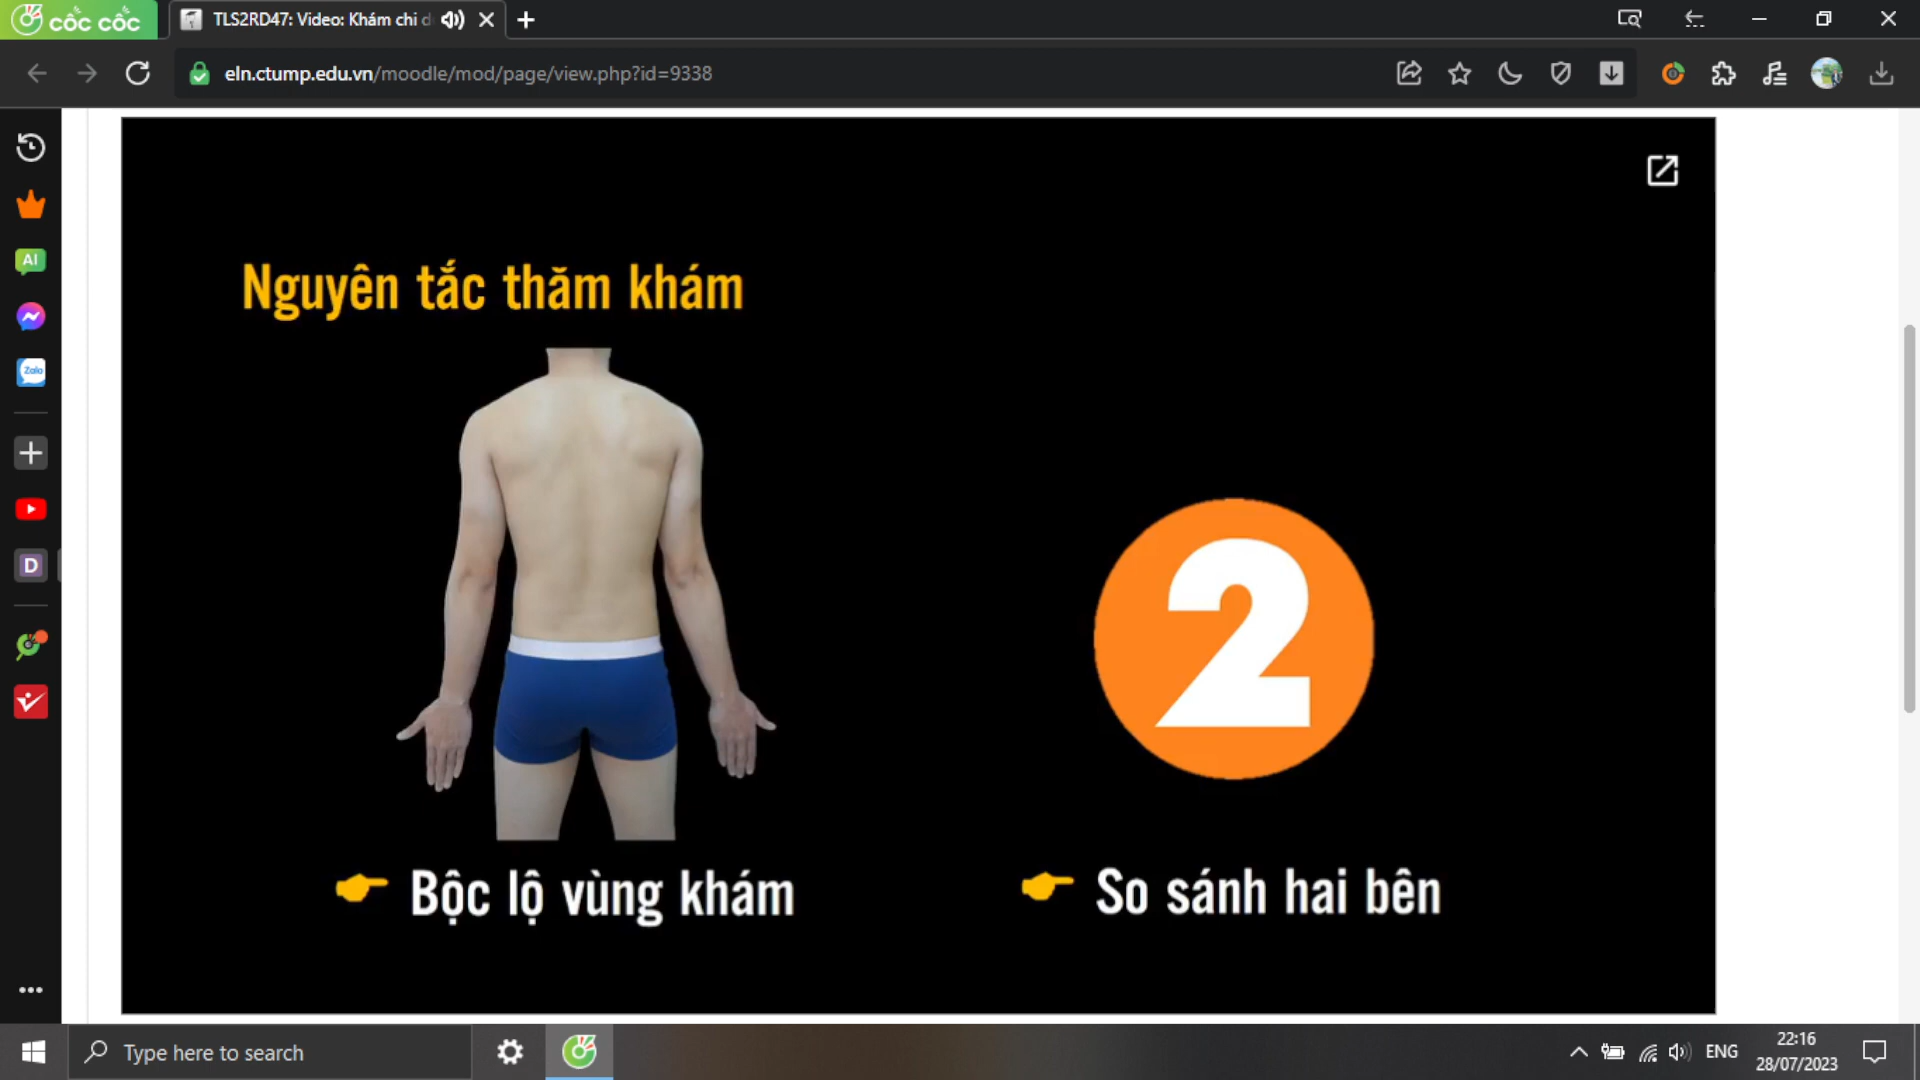 cốc cốc
TLS2RD47: Video: Khám chi d
eln.ctump.edu.vn/moodle/mod/page/view.php?id=9338
AI
Zalo
D
Nguyên tắc thăm khám
2
Bộc lộ vùng khám
So sánh hai bên
Type here to search
ENG
22:16
28/07/2023